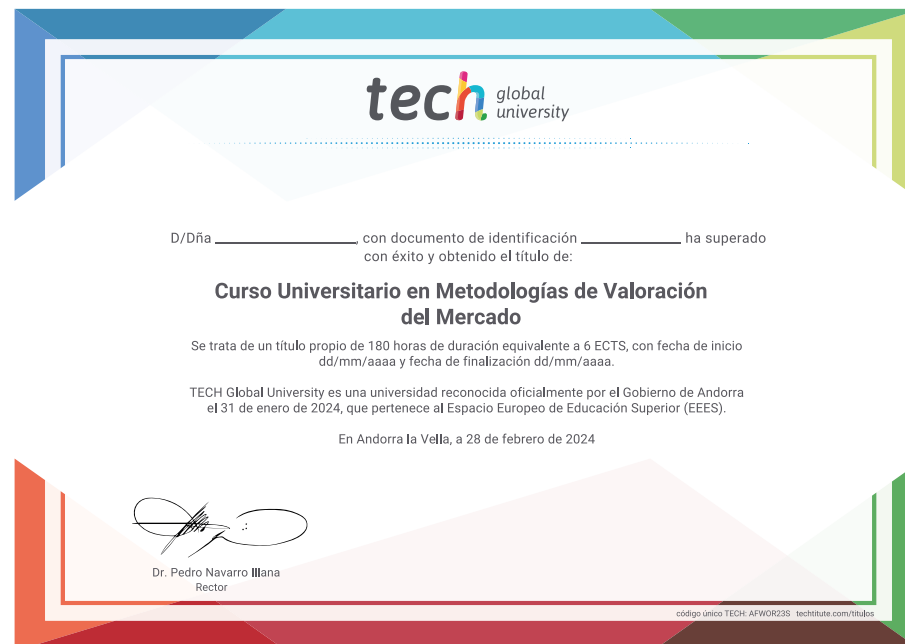 tech global
university
D/Dña ______________, con documento de identificación __________ ha superado
con éxito y obtenido el título de:
Curso Universitario en Metodologías de Valoración
del Mercado
Se trata de un título propio de 180 horas de duración equivalente a 6 ECTS, con fecha de inicio
dd/mm/aaaa y fecha de finalización dd/mm/aaaa.
TECH Global University es una universidad reconocida oficialmente por el Gobierno de Andorra
el 31 de enero de 2024, que pertenece al Espacio Europeo de Educación Superior (EEES).
En Andorra la Vella, a 28 de febrero de 2024
Dr. Pedro Navarro Illana
Rector
código único TECH: AFWOR23S techtitute.com/titulos